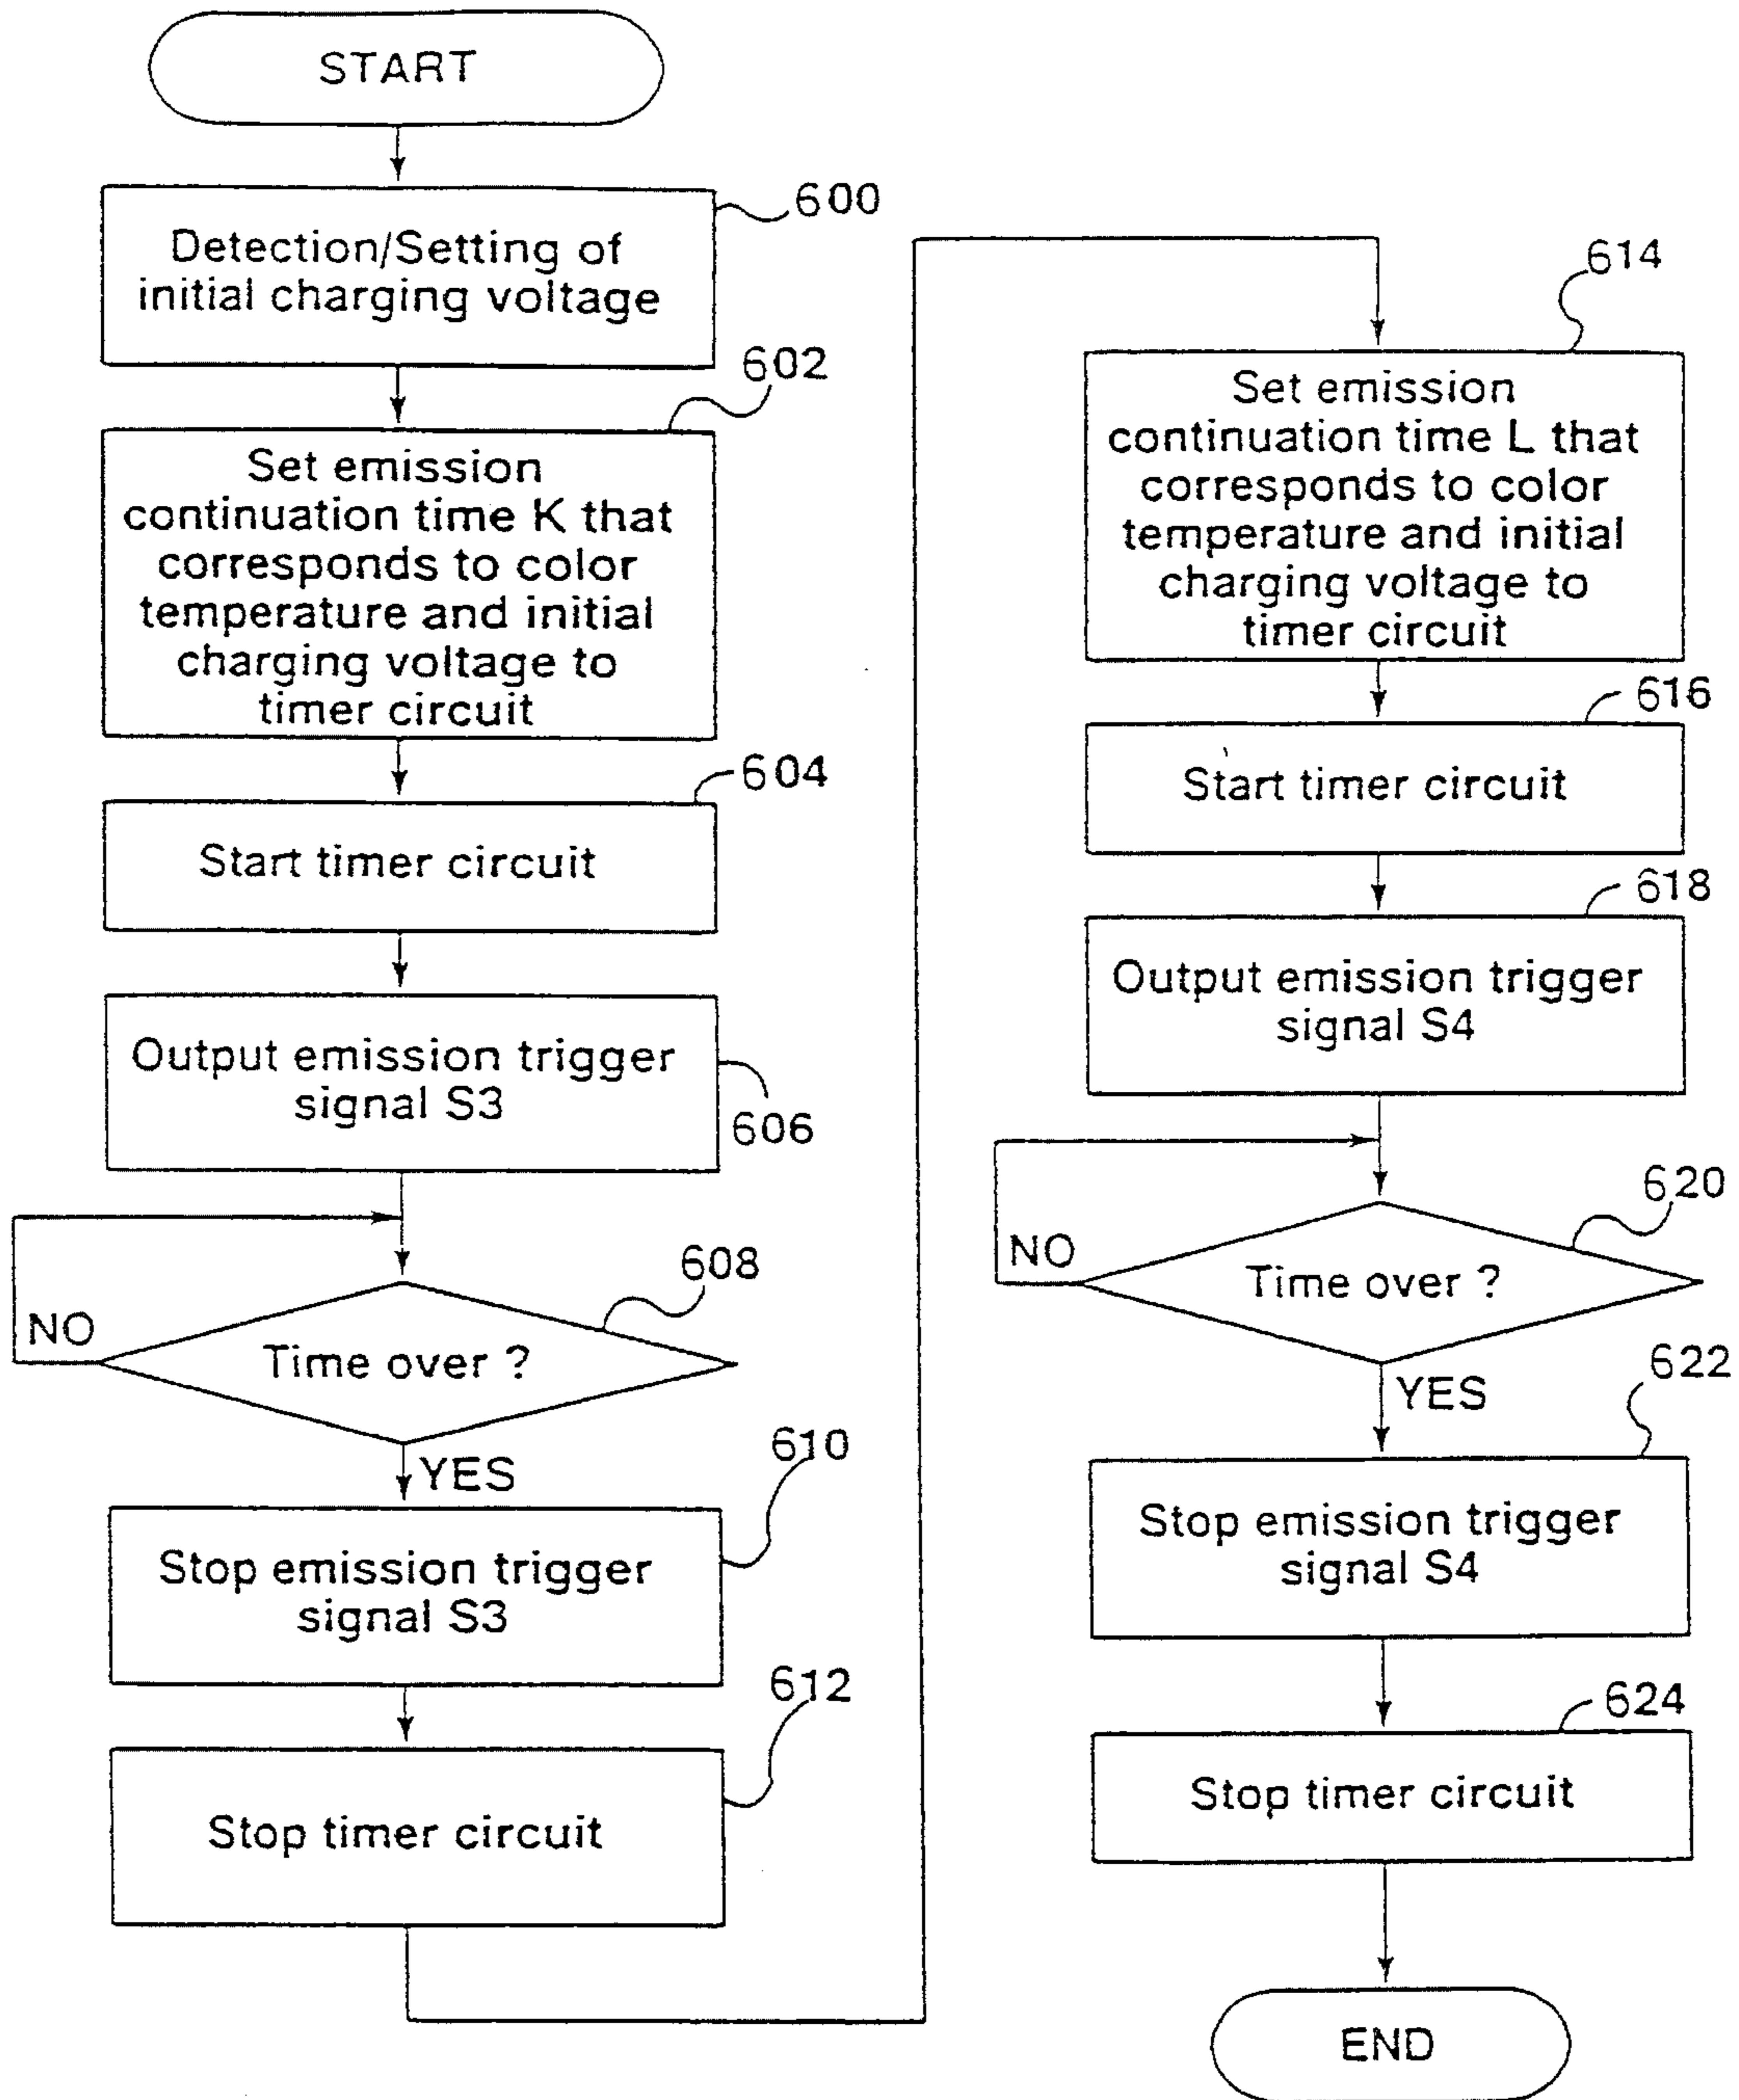 START
600
Detection/Setting of
initial charging voltage
602
Set emission
continuation time K that
corresponds to color
temperature and initial
charging voltage to
timer circuit
604
Start timer circuit
Output emission trigger
signal S3
606
608
NO
Time over ?
YES
610
Stop emission trigger
signal S3
612
Stop timer circuit
614
Set emission
continuation time L that
corresponds to color
temperature and initial
charging voltage to
timer circuit
616
Start timer circuit
618
Output emission trigger
signal S4
620
NO
Time over ?
622
YES
Stop emission trigger
signal S4
624
Stop timer circuit
END